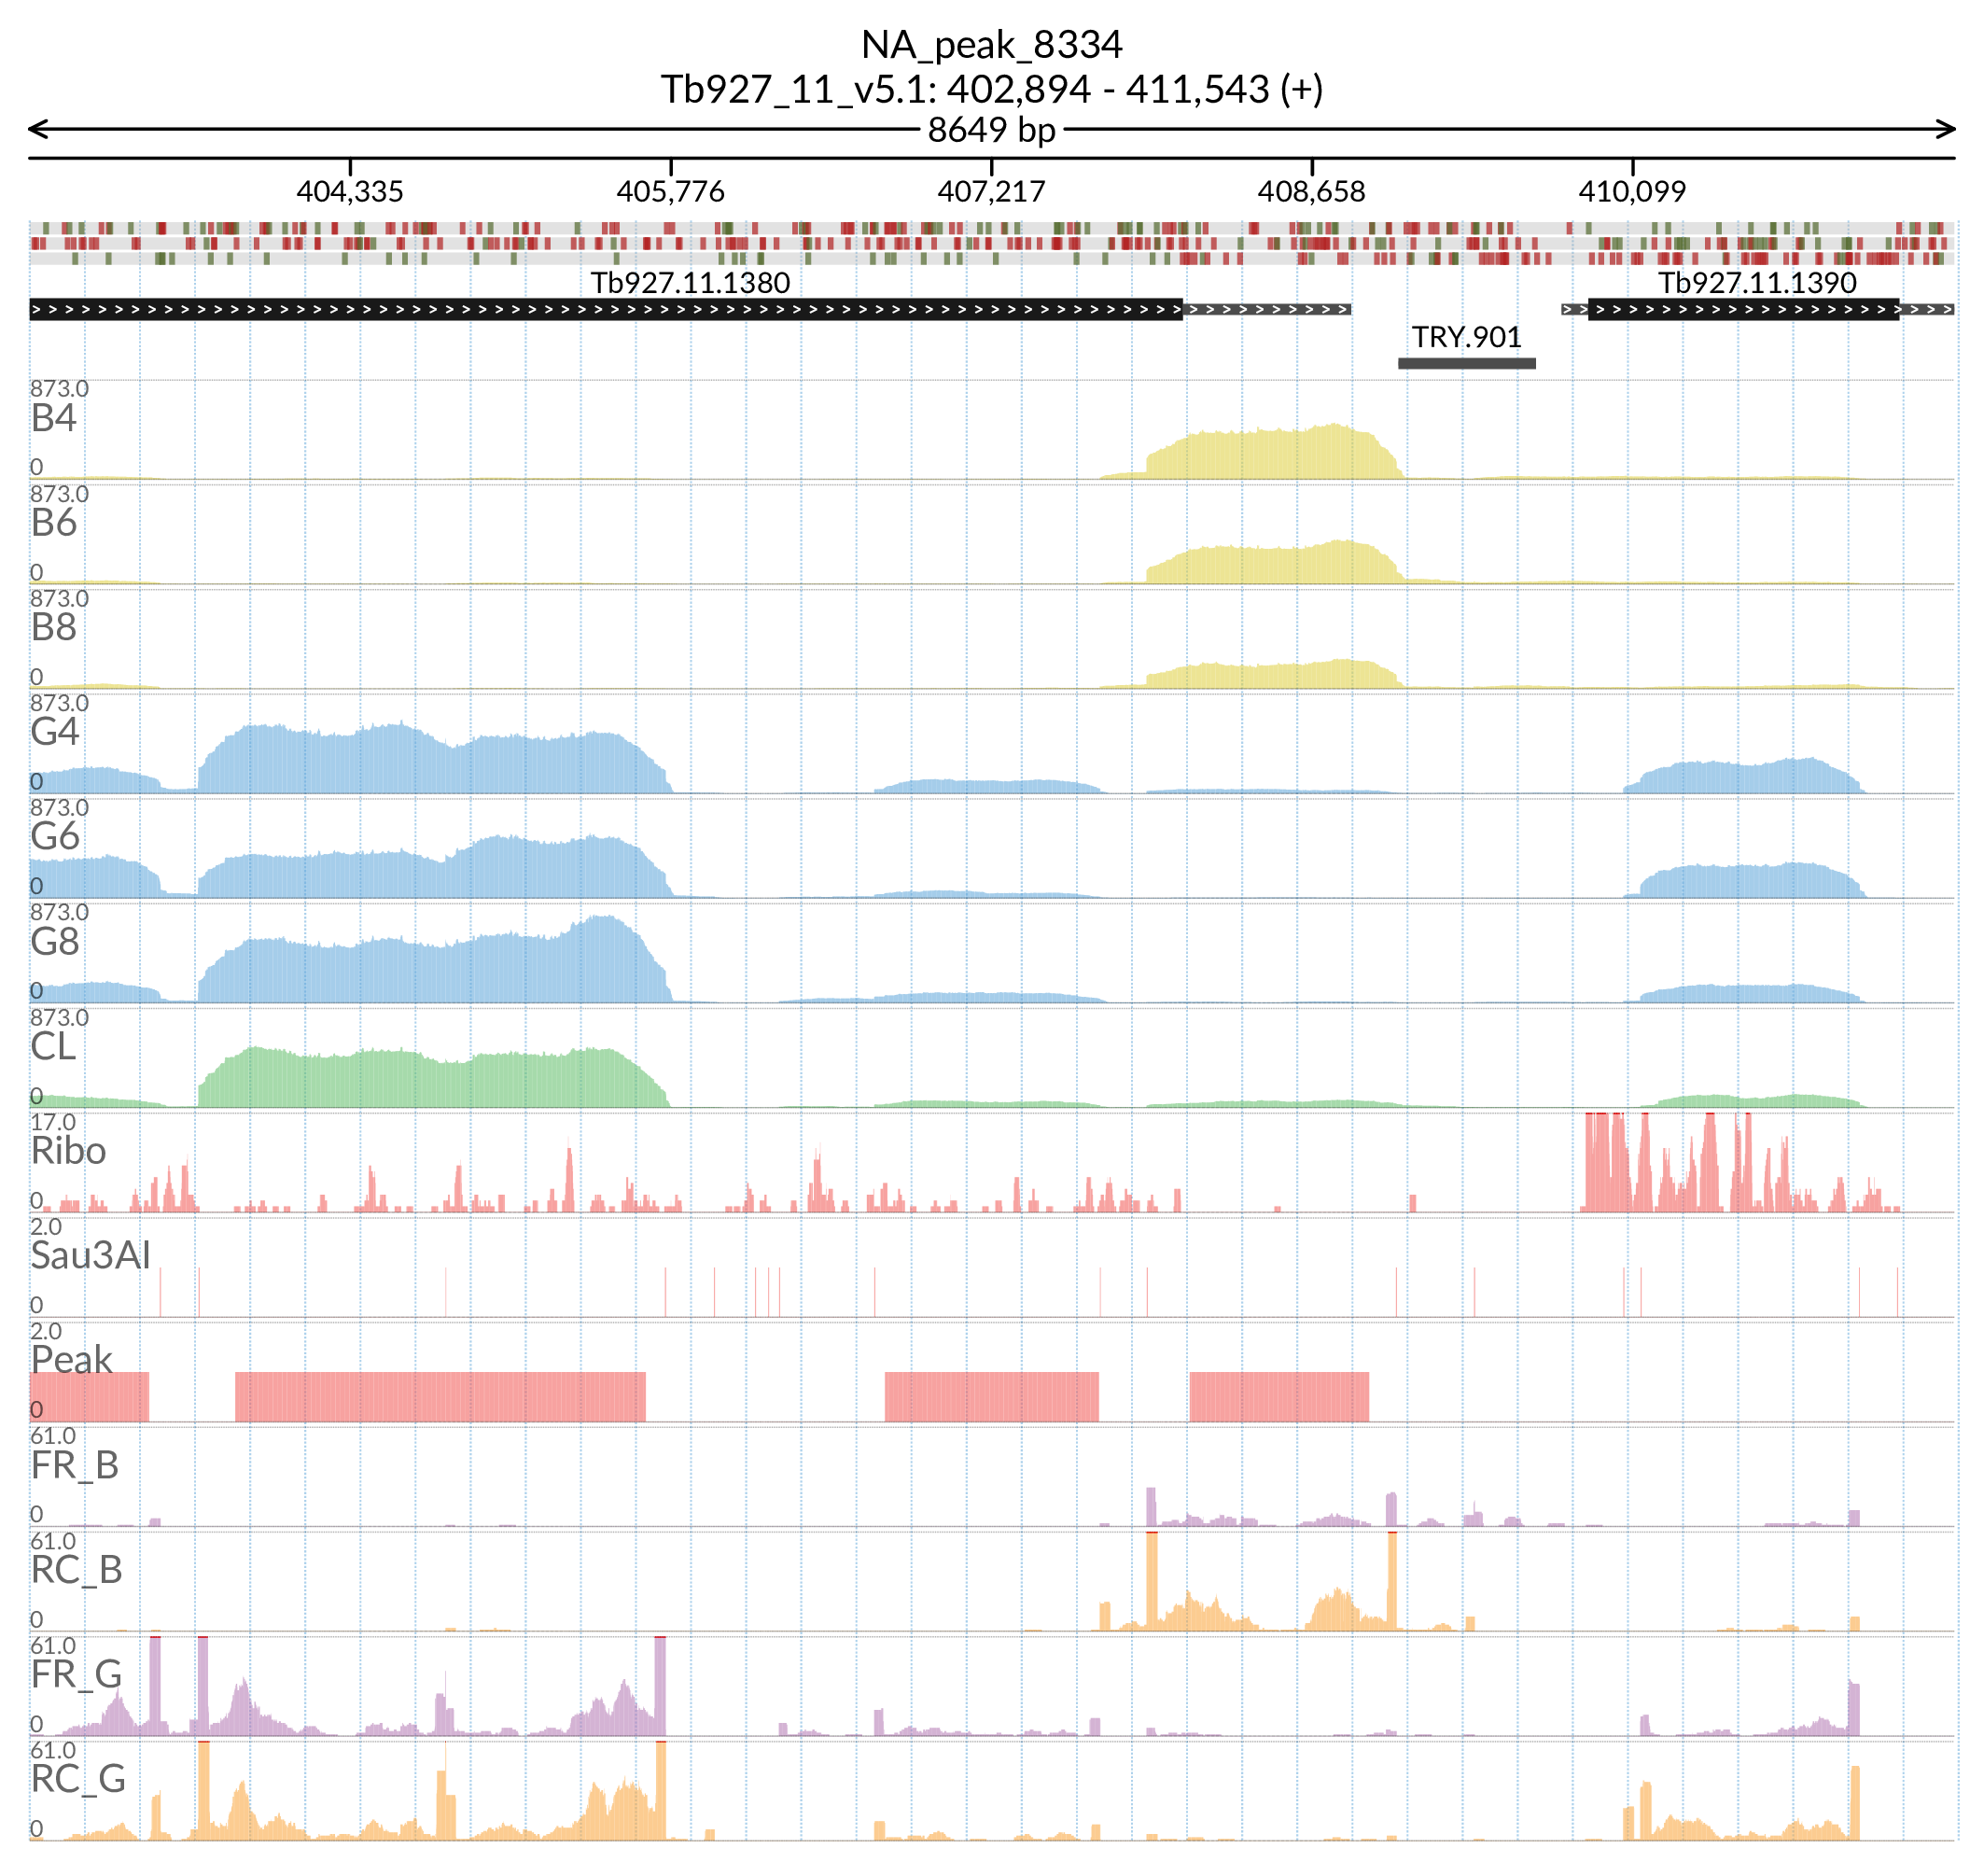 NA_peak_8334
Tb927_11_v5.1: 402,894 - 411,543 (+)
8649 bp
404,335 405,776 407,217 408,658 410,099
Tb927.11.1380 Tb927.11.1390
TRY.901
873.0
B4
0
873.0
B6
0
873.0
B8
0
873.0
G4
0
873.0
G6
0
873.0
G8
0
873.0
CL
0
17.0
Ribo
0
2.0
Sau3AI
0
2.0
Peak
0
61.0
FR_B
0
61.0
RC_B
0
61.0
FR_G
0
61.0
RC_G
0